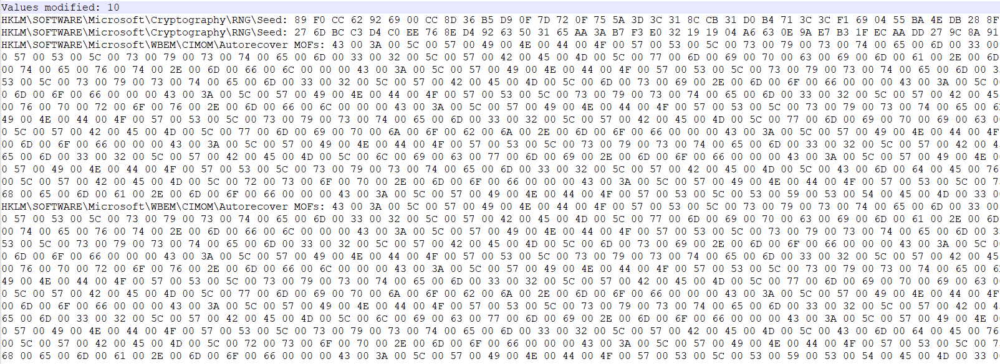 Values modified: 10
HKLM\SOFTWARE\Microsoft\Cryptography\RNG\Seed: 89 F0 CC 62 92 69 00 CC 8D 36 B5 D9 0F 7D 72 0F 75 5A 3D 3C 31 8C CB 31 D0 B4 71 3C 3C F1 69 04 55 BA 4E DB 28 8F
HKLM\SOFTWARE\Microsoft\Cryptography\RNG\Seed: 27 6D BC C3 D4 C0 EE 76 8E D4 92 63 50 31 65 AA 3A B7 F3 E0 32 19 19 04 A6 63 0E 9A E7 B3 1F EC AA DD 27 9C 8A 91
HKLM\SOFTWARE\Microsoft\WBEM\CIMOM\Autorecover MOFs: 43 00 3A 00 5C 00 57 00 49 00 4E 00 44 00 4F 00 57 00 53 00 5C 00 73 00 79 00 73 00 74 00 65 00 6D 00 33 00
0 57 00 53 00 5C 00 73 00 79 00 73 00 74 00 65 00 6D 00 33 00 32 00 5C 00 57 00 42 00 45 00 4D 00 5C 00 77 00 6D 00 69 00 70 00 63 00 69 00 6D 00 61 00 2E 00 6D
00 74 00 65 00 76 00 74 00 2E 00 6D 00 66 00 6C 00 00 00 43 00 3A 00 5C 00 57 00 49 00 4E 00 44 00 4F 00 57 00 53 00 5C 00 73 00 79 00 73 00 74 00 65 00 6D 00 3
53 00 5C 00 73 00 79 00 73 00 74 00 65 00 6D 00 33 00 32 00 5C 00 57 00 42 00 45 00 4D 00 5C 00 6D 00 73 00 69 00 2E 00 6D 00 6F 00 66 00 00 00 43 00 3A 00 5C 00
0 6D 00 6F 00 66 00 00 00 43 00 3A 00 5C 00 57 00 49 00 4E 00 44 00 4F 00 57 00 53 00 5C 00 73 00 79 00 73 00 74 00 65 00 6D 00 33 00 32 00 5C 00 57 00 42 00 45
00 76 00 70 00 72 00 6F 00 76 00 2E 00 6D 00 66 00 6C 00 00 00 43 00 3A 00 5C 00 57 00 49 00 4E 00 44 00 4F 00 57 00 53 00 5C 00 73 00 79 00 73 00 74 00 65 00 6
49 00 4E 00 44 00 4F 00 57 00 53 00 5C 00 73 00 79 00 73 00 74 00 65 00 6D 00 33 00 32 00 5C 00 57 00 42 00 45 00 4D 00 5C 00 77 00 6D 00 69 00 70 00 69 00 63 00
0 5C 00 57 00 42 00 45 00 4D 00 5C 00 77 00 6D 00 69 00 70 00 6A 00 6F 00 62 00 6A 00 2E 00 6D 00 6F 00 66 00 00 00 43 00 3A 00 5C 00 57 00 49 00 4E 00 44 00 4F
00 6D 00 6F 00 66 00 00 00 43 00 3A 00 5C 00 57 00 49 00 4E 00 44 00 4F 00 57 00 53 00 5C 00 73 00 79 00 73 00 74 00 65 00 6D 00 33 00 32 00 5C 00 57 00 42 00 4
65 00 6D 00 33 00 32 00 5C 00 57 00 42 00 45 00 4D 00 5C 00 6C 00 69 00 63 00 77 00 6D 00 69 00 2E 00 6D 00 6F 00 66 00 00 00 43 00 3A 00 5C 00 57 00 49 00 4E 00
0 57 00 49 00 4E 00 44 00 4F 00 57 00 53 00 5C 00 73 00 79 00 73 00 74 00 65 00 6D 00 33 00 32 00 5C 00 57 00 42 00 45 00 4D 00 5C 00 43 00 6D 00 64 00 45 00 76
00 5C 00 57 00 42 00 45 00 4D 00 5C 00 72 00 73 00 6F 00 70 00 2E 00 6D 00 6F 00 66 00 00 00 43 00 3A 00 5C 00 57 00 49 00 4E 00 44 00 4F 00 57 00 53 00 5C 00 7
68 00 65 00 6D 00 61 00 2E 00 6D 00 6F 00 66 00 00 00 43 00 3A 00 5C 00 57 00 49 00 4E 00 44 00 4F 00 57 00 53 00 5C 00 53 00 59 00 53 00 54 00 45 00 4D 00 33 00
HKLM\SOFTWARE\Microsoft\WBEM\CIMOM\Autorecover MOFs: 43 00 3A 00 5C 00 57 00 49 00 4E 00 44 00 4F 00 57 00 53 00 5C 00 73 00 79 00 73 00 74 00 65 00 6D 00 33 00
0 57 00 53 00 5C 00 73 00 79 00 73 00 74 00 65 00 6D 00 33 00 32 00 5C 00 57 00 42 00 45 00 4D 00 5C 00 77 00 6D 00 69 00 70 00 63 00 69 00 6D 00 61 00 2E 00 6D
00 74 00 65 00 76 00 74 00 2E 00 6D 00 66 00 6C 00 00 00 43 00 3A 00 5C 00 57 00 49 00 4E 00 44 00 4F 00 57 00 53 00 5C 00 73 00 79 00 73 00 74 00 65 00 6D 00 3
53 00 5C 00 73 00 79 00 73 00 74 00 65 00 6D 00 33 00 32 00 5C 00 57 00 42 00 45 00 4D 00 5C 00 6D 00 73 00 69 00 2E 00 6D 00 6F 00 66 00 00 00 43 00 3A 00 5C 00
0 6D 00 6F 00 66 00 00 00 43 00 3A 00 5C 00 57 00 49 00 4E 00 44 00 4F 00 57 00 53 00 5C 00 73 00 79 00 73 00 74 00 65 00 6D 00 33 00 32 00 5C 00 57 00 42 00 45
00 76 00 70 00 72 00 6F 00 76 00 2E 00 6D 00 66 00 6C 00 00 00 43 00 3A 00 5C 00 57 00 49 00 4E 00 44 00 4F 00 57 00 53 00 5C 00 73 00 79 00 73 00 74 00 65 00 6
49 00 4E 00 44 00 4F 00 57 00 53 00 5C 00 73 00 79 00 73 00 74 00 65 00 6D 00 33 00 32 00 5C 00 57 00 42 00 45 00 4D 00 5C 00 77 00 6D 00 69 00 70 00 69 00 63 00
0 5C 00 57 00 42 00 45 00 4D 00 5C 00 77 00 6D 00 69 00 70 00 6A 00 6F 00 62 00 6A 00 2E 00 6D 00 6F 00 66 00 00 00 43 00 3A 00 5C 00 57 00 49 00 4E 00 44 00 4F
00 6D 00 6F 00 66 00 00 00 43 00 3A 00 5C 00 57 00 49 00 4E 00 44 00 4F 00 57 00 53 00 5C 00 73 00 79 00 73 00 74 00 65 00 6D 00 33 00 32 00 5C 00 57 00 42 00 4
65 00 6D 00 33 00 32 00 5C 00 57 00 42 00 45 00 4D 00 5C 00 6C 00 69 00 63 00 77 00 6D 00 69 00 2E 00 6D 00 6F 00 66 00 00 00 43 00 3A 00 5C 00 57 00 49 00 4E 00
0 57 00 49 00 4E 00 44 00 4F 00 57 00 53 00 5C 00 73 00 79 00 73 00 74 00 65 00 6D 00 33 00 32 00 5C 00 57 00 42 00 45 00 4D 00 5C 00 43 00 6D 00 64 00 45 00 76
00 5C 00 57 00 42 00 45 00 4D 00 5C 00 72 00 73 00 6F 00 70 00 2E 00 6D 00 6F 00 66 00 00 00 43 00 3A 00 5C 00 57 00 49 00 4E 00 44 00 4F 00 57 00 53 00 5C 00 7
68 00 65 00 6D 00 61 00 2E 00 6D 00 6F 00 66 00 00 00 43 00 3A 00 5C 00 57 00 49 00 4E 00 44 00 4F 00 57 00 53 00 5C 00 53 00 59 00 53 00 54 00 45 00 4D 00 33 00